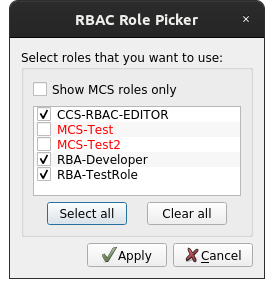 RBAC Role Picker
Select roles that you want to use:
Show MCS roles only
CCS-RBAC-EDITOR
MCS-Test
MCS-Test2
RBA-Developer
RBA-TestRole
Select all Clear all
Apply Cancel